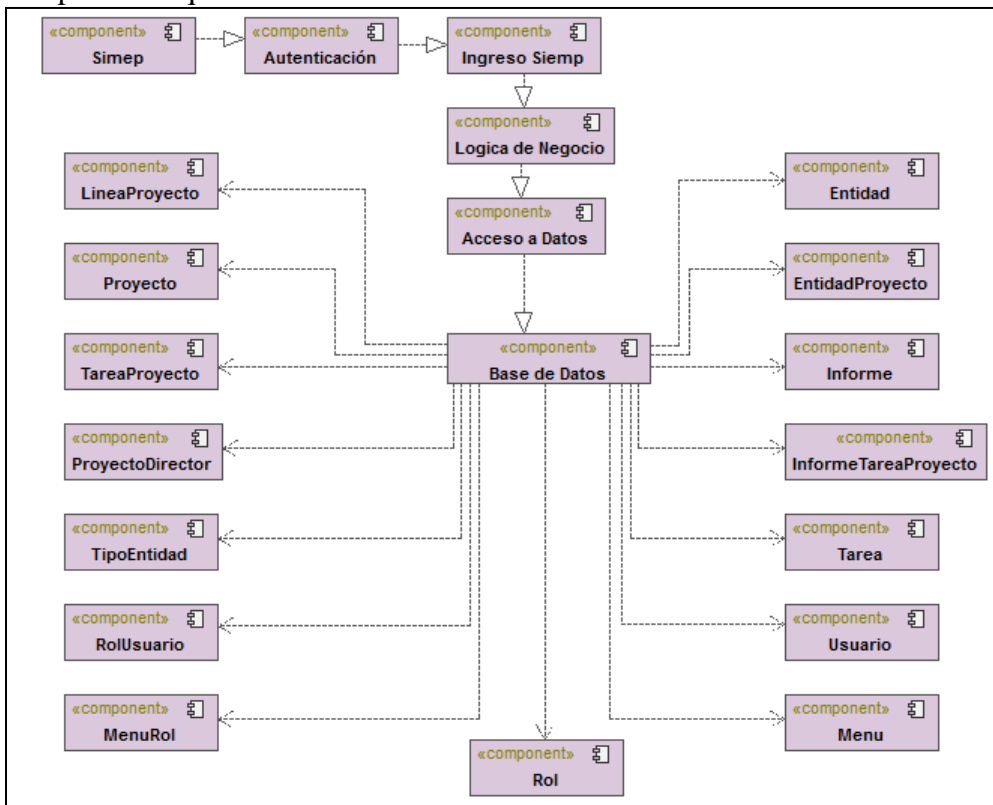 «component»
Simep
«component»
Autenticación
«component»
Ingreso Siemp
«component»
Logica de Negocio
«component»
LineaProyecto
«component»
Entidad
«component»
Acceso a Datos
«component»
Proyecto
«component»
EntidadProyecto
«component»
TareaProyecto
«component»
Base de Datos
«component»
Informe
«component»
ProyectoDirector
«component»
InformeTareaProyecto
«component»
TipoEntidad
«component»
Tarea
«component»
RolUsuario
«component»
Usuario
«component»
MenuRol
«component»
Menu
«component»
Rol